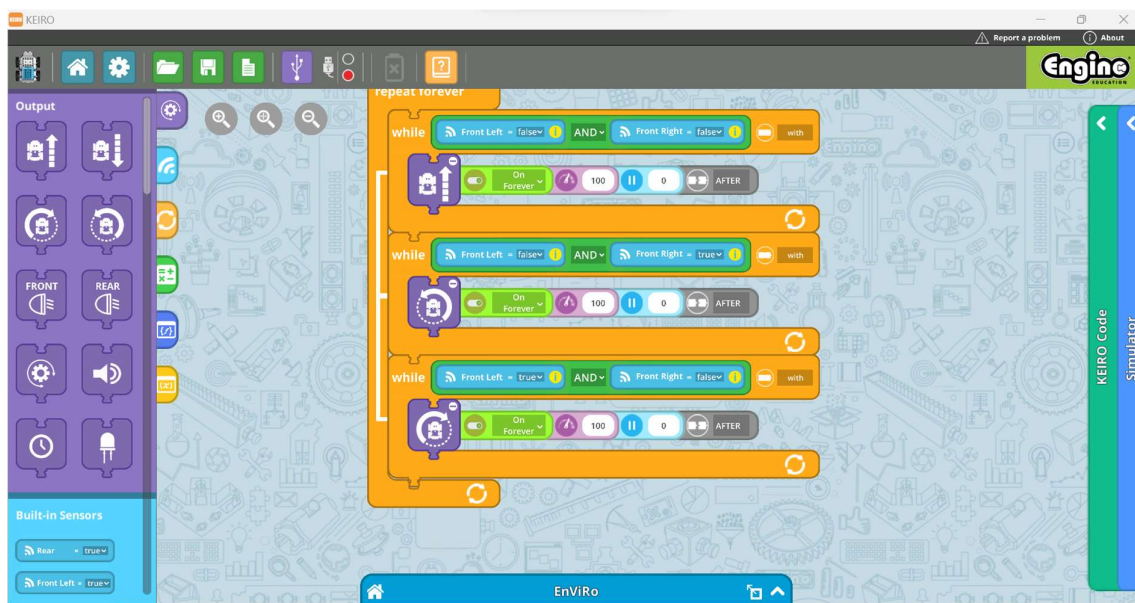 KEIRO KEIRO
Report a problem
About
Engino
EDUCATION
Output
FRONT
REAR
Built-in Sensors
Rear = true
Front Left = true
repeat forever
while Front Left = false AND Front Right = false with
On Forever 100 0 AFTER
while Front Left = false AND Front Right = true with
On Forever 100 0 AFTER
while Front Left = true AND Front Right = false with
On Forever 100 0 AFTER
KEIRO Code
Simulator
EnViRo